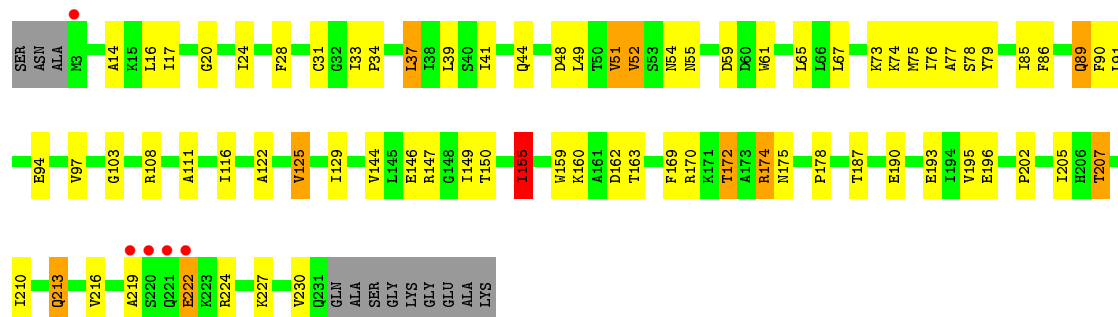 SER ASN ALA M3 A14 K15 L16 I17 G20 I24 F28 C31 G32 I33 P34 L37 I38 L39 S40 I41 Q44 D48 L49 T50 V51 V52 S53 N54 N55 D59 D60 W61 L65 L66 L67 K73 K74 M75 I76 A77 S78 Y79 I85 F86 Q89 F90 I91
E94 V97 G103 R108 A111 I116 A122 V125 I129 V144 L145 E146 R147 G148 I149 T150 I155 W159 K160 A161 D162 T163 F169 R170 K171 T172 A173 R174 N175 P178 T187 E190 E193 I194 V195 E196 P202 I205 H206 T207
I210 Q213 V216 A219 S220 Q221 E222 K223 R224 K227 V230 Q231 GLN ALA SER GLY LYS GLY GLU ALA LYS